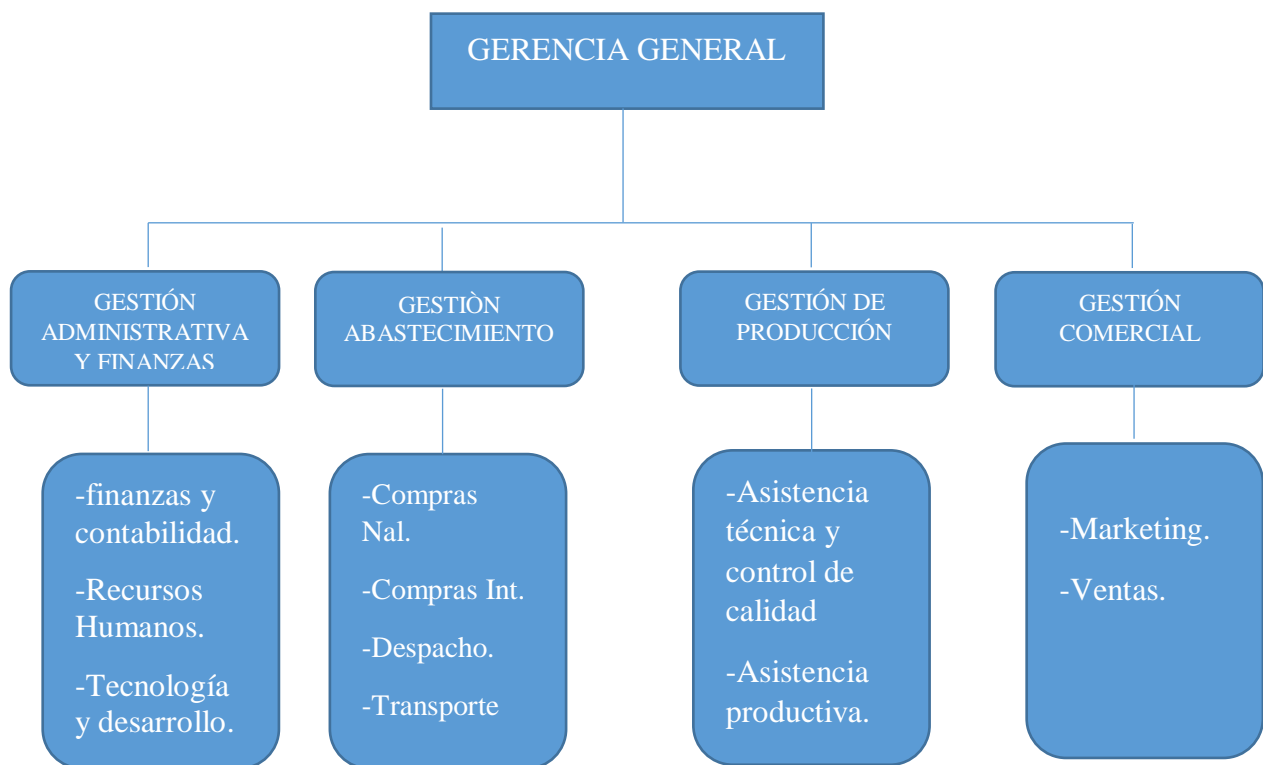 GERENCIA GENERAL
GESTIÓN
ADMINISTRATIVA
Y FINANZAS
GESTIÒN
ABASTECIMIENTO
GESTIÓN DE
PRODUCCIÓN
GESTIÓN
COMERCIAL
-finanzas y
contabilidad.
-Recursos
Humanos.
-Tecnología
y desarrollo.
-Compras
Nal.
-Compras Int.
-Despacho.
-Transporte
-Asistencia
técnica y
control de
calidad
-Asistencia
productiva.
-Marketing.
-Ventas.